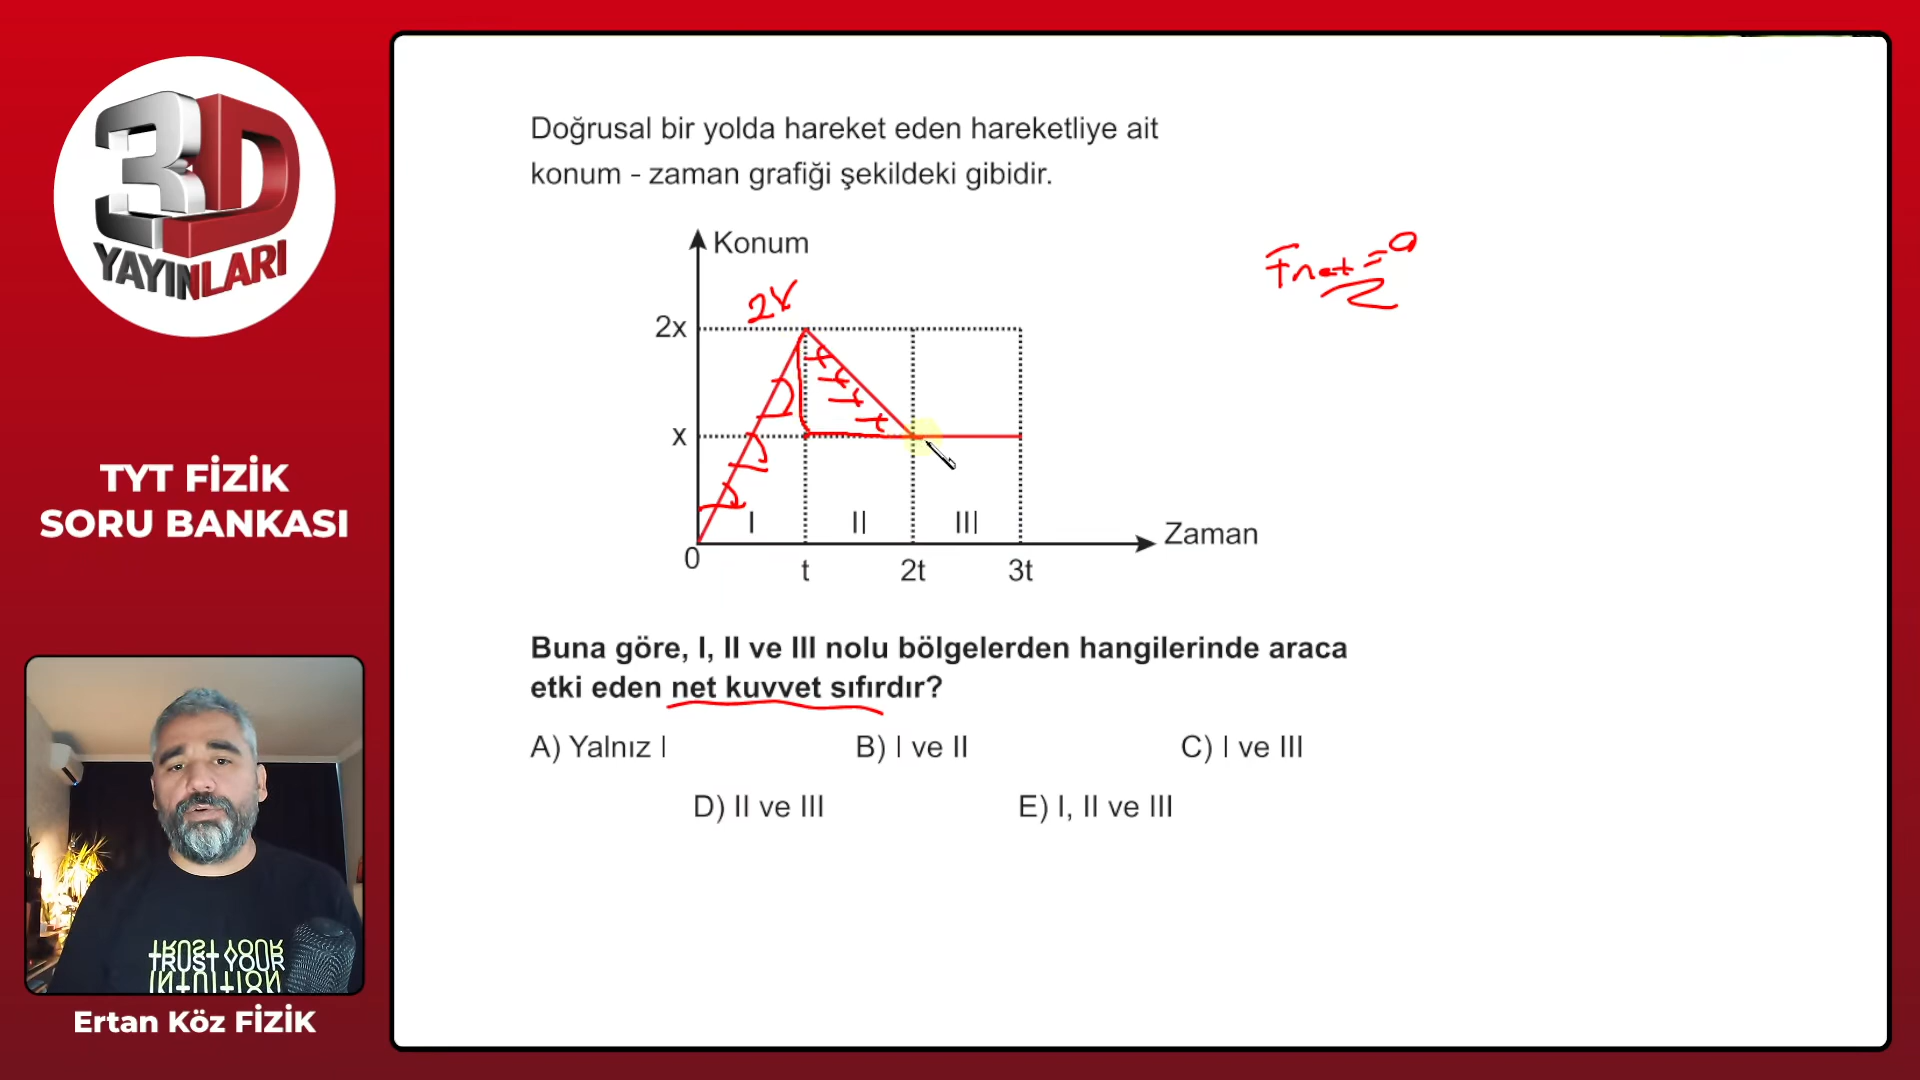 3D
YAYINLARI
TYT FİZİK
SORU BANKASI
TRUST YOUR
TRUST YOUR
INTUITION
Ertan Köz FİZİK
Doğrusal bir yolda hareket eden hareketliye ait
konum - zaman grafiği şekildeki gibidir.
Konum
2x
2x
x
I
II
III
0
t
2t
3t
Zaman
Fnet = 0
Buna göre, I, II ve III nolu bölgelerden hangilerinde araca
etki eden net kuvvet sıfırdır?
A) Yalnız I
B) I ve II
C) I ve III
D) II ve III
E) I, II ve III